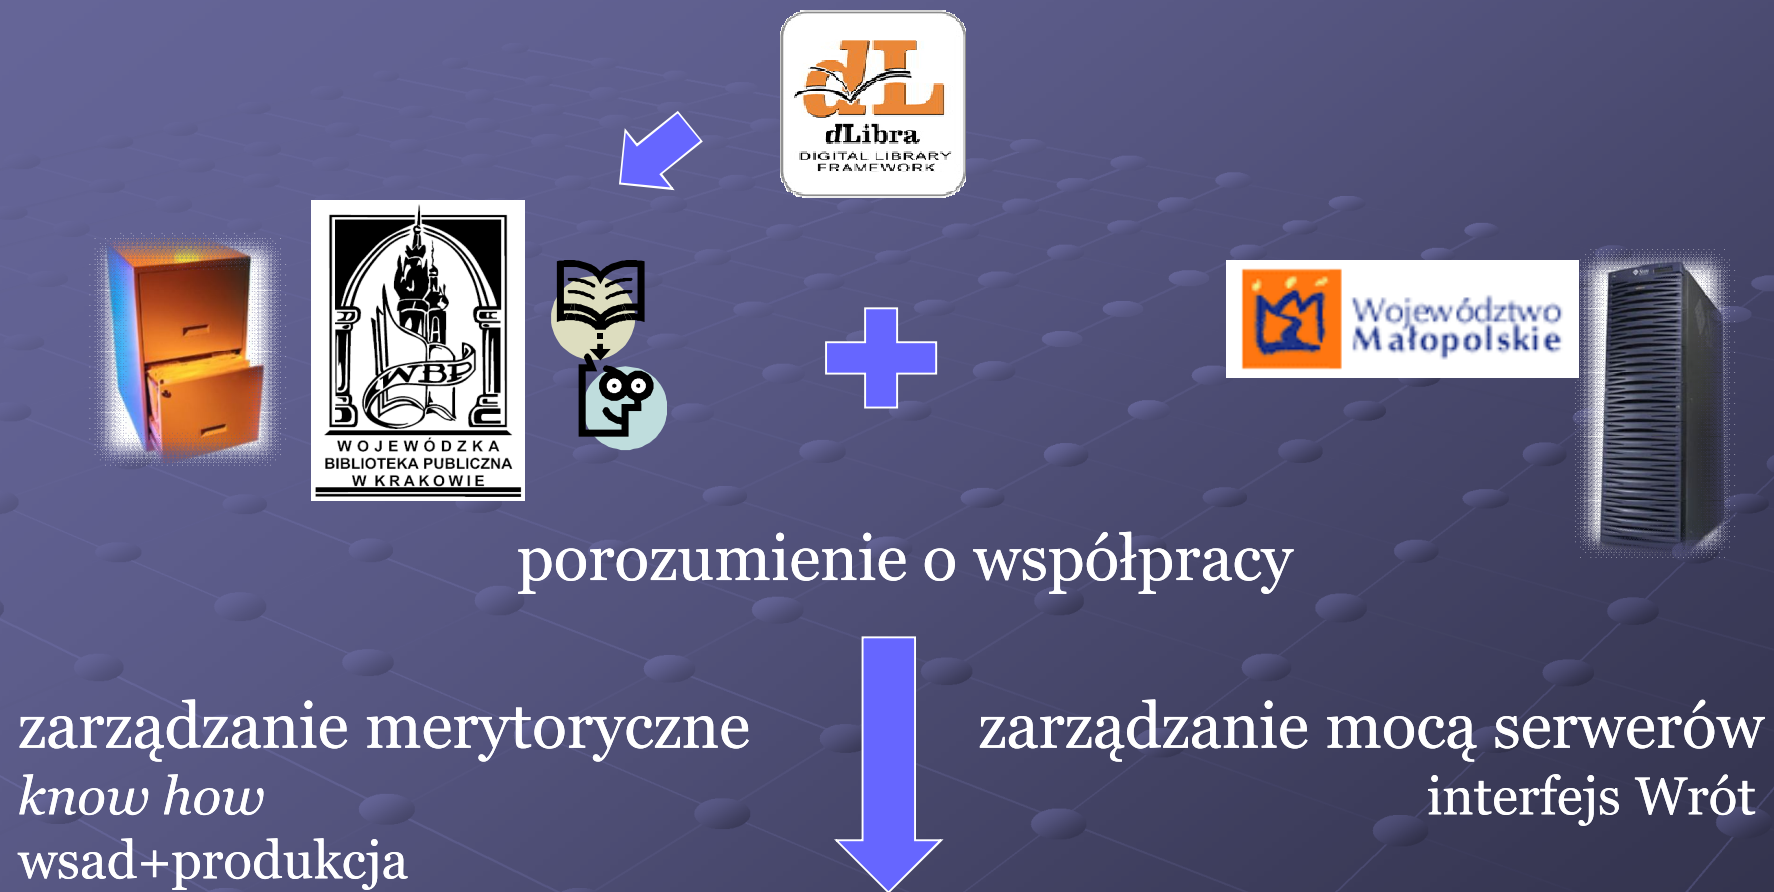 dL
dLibra
DIGITAL LIBRARY
FRAMEWORK
WBP
WOJEWÓDZKA
BIBLIOTEKA PUBLICZNA
W KRAKOWIE
Województwo
Małopolskie
porozumienie o współpracy
zarządzanie merytoryczne
know how
wsad+produkcja
zarządzanie mocą serwerów
interfejs Wrót